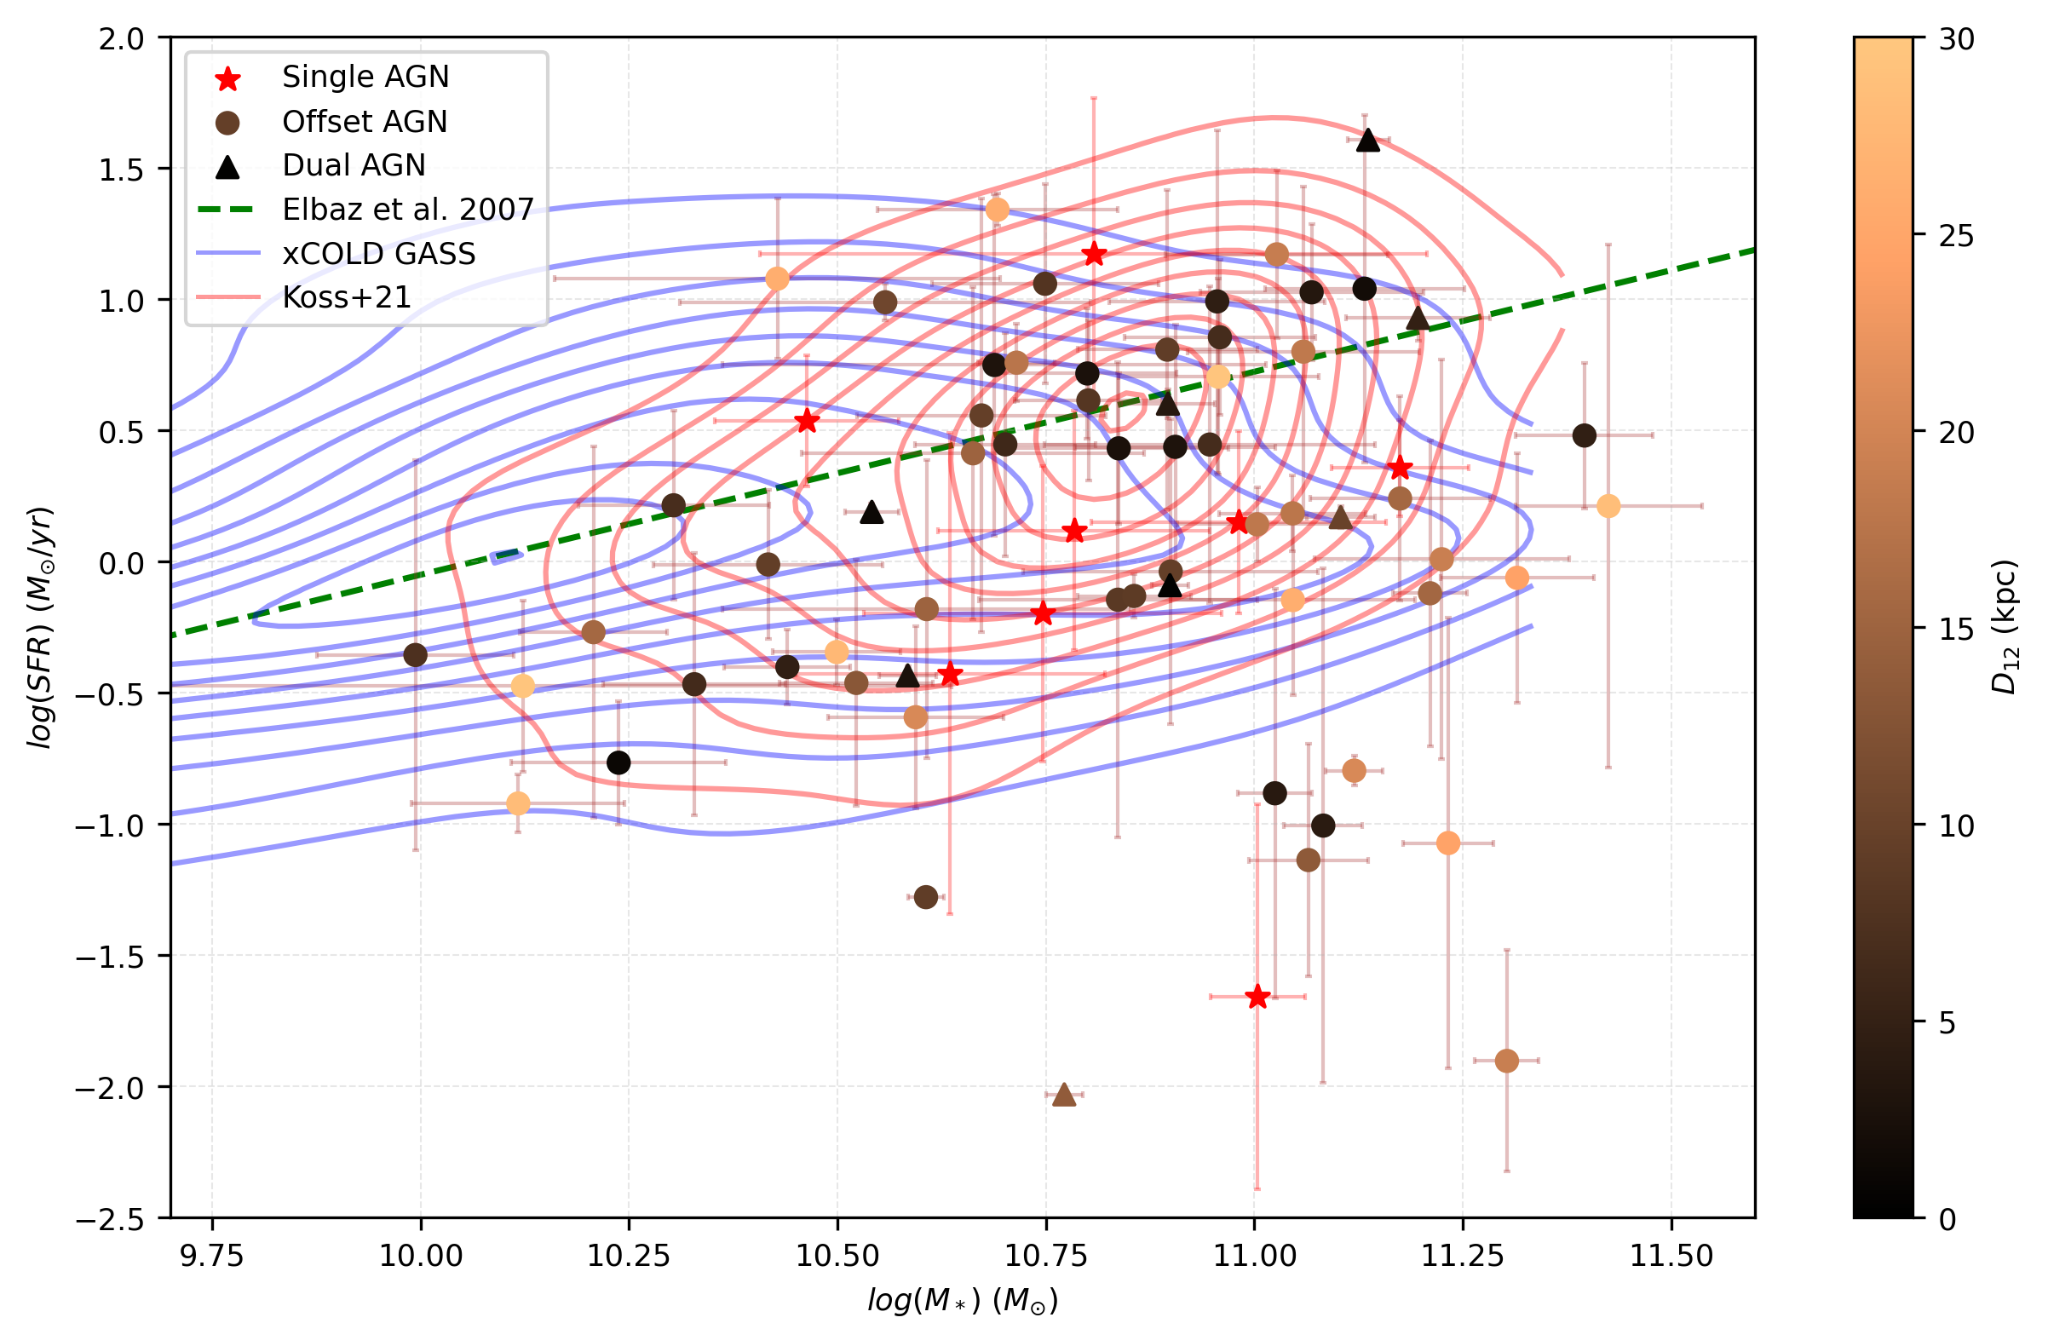 Single AGN
Offset AGN
Dual AGN
Elbaz et al. 2007
xCOLD GASS
Koss+21
2.0
1.5
1.0
0.5
0.0
−0.5
−1.0
−1.5
−2.0
−2.5
log(SFR) (M⊙/yr)
9.75 10.00 10.25 10.50 10.75 11.00 11.25 11.50
log(M*) (M⊙)
30
25
20
15
10
5
0
D₁₂ (kpc)